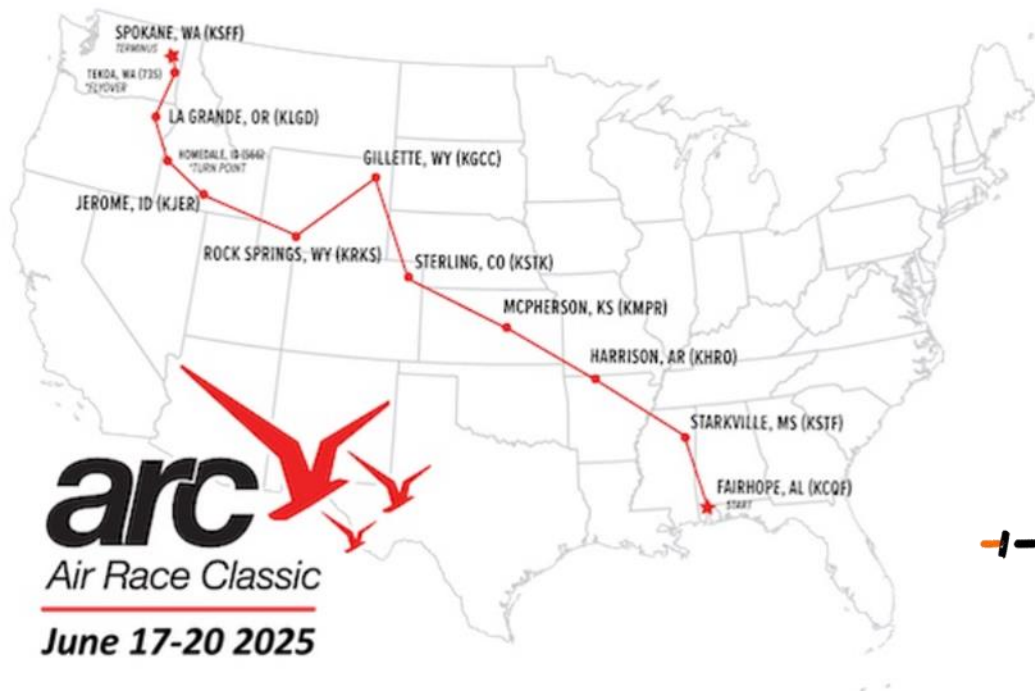 SPOKANE, WA (KSFF)
TERMINUS
TEKOA, WA (73S)
*FLYOVER
LA GRANDE, OR (KLGD)
HOMEDALE, ID (S66)
*TURN POINT
GILLETTE, WY (KGCC)
JEROME, ID (KJER)
ROCK SPRINGS, WY (KRKS)
STERLING, CO (KSTK)
MCPHERSON, KS (KMPR)
HARRISON, AR (KHRO)
STARKVILLE, MS (KSTF)
FAIRHOPE, AL (KCQF)
START
arc
Air Race Classic
June 17-20 2025